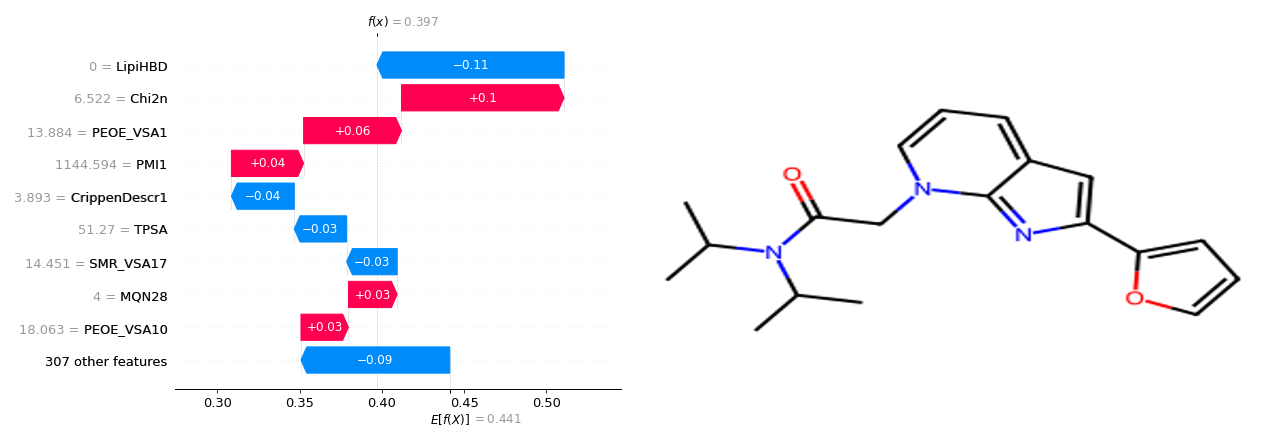 f(x) = 0.397
0 = LipiHBD
−0.11
6.522 = Chi2n
+0.1
13.884 = PEOE_VSA1
+0.06
1144.594 = PMI1
+0.04
3.893 = CrippenDescr1
−0.04
51.27 = TPSA
−0.03
14.451 = SMR_VSA17
−0.03
4 = MQN28
+0.03
18.063 = PEOE_VSA10
+0.03
307 other features
−0.09
0.30 0.35 0.40 0.45 0.50
E[f(X)] = 0.441
O
N
N
N
O